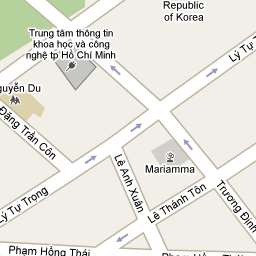 Republic
of Korea
Trung tâm thông tin
khoa học và công
nghệ tp Hồ Chí Minh
Lý Tự
guyễn Du
Đặng Trần Côn
Lê Anh Xuân
Mariamma
Lý Tự Trọng
Lê Thánh Tôn
Trương Định
Phạm Hồng Thái